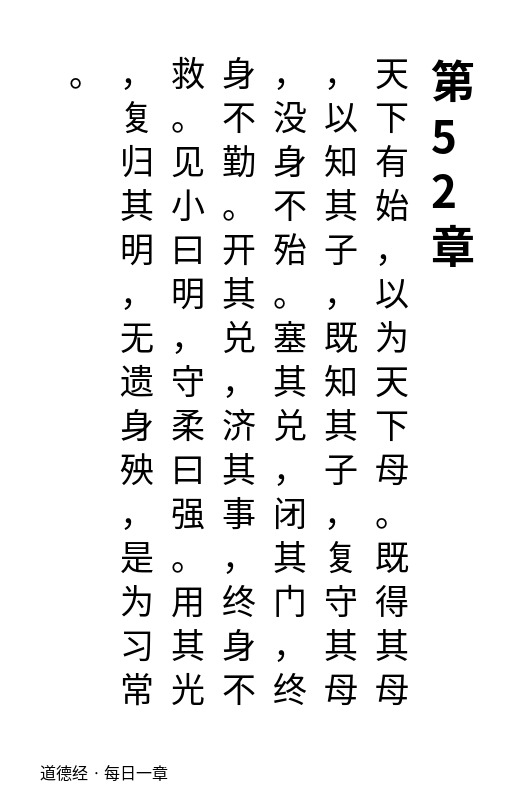 第52章
天下有始，以为天下母。既得其母
，以知其子，既知其子，复守其母
，没身不殆。塞其兑，闭其门，终
身不勤。开其兑，济其事，终身不
救。见小曰明，守柔曰强。用其光
，复归其明，无遗身殃，是为习常
。
道德经 · 每日一章